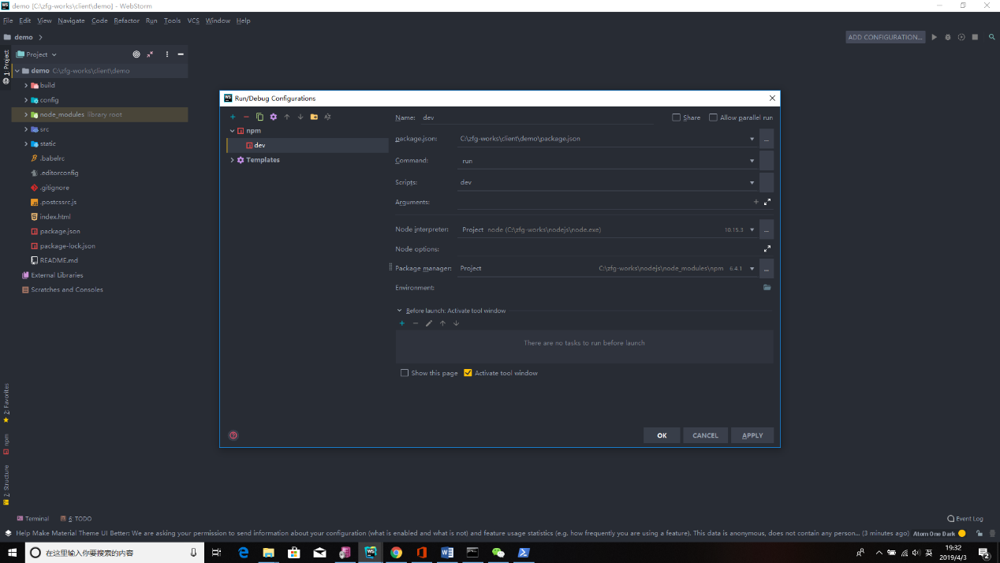 demo [C:\zfg-works\client\demo] - WebStorm
File Edit View Navigate Code Refactor Run Tools VCS Window Help
demo
ADD CONFIGURATION...
1: Project
Project
demo C:\zfg-works\client\demo
build
config
node_modules library root
src
static
.babelrc
.editorconfig
.gitignore
.postcssrc.js
index.html
package.json
package-lock.json
README.md
External Libraries
Scratches and Consoles
Run/Debug Configurations
npm
dev
Templates
Name: dev
Share
Allow parallel run
package.json: C:\zfg-works\client\demo\package.json
Command: run
Scripts: dev
Arguments:
Node interpreter: Project node (C:\zfg-works\nodejs\node.exe) 10.15.3
Node options:
Package manager: Project C:\zfg-works\nodejs\node_modules\npm 6.4.1
Environment:
Before launch: Activate tool window
There are no tasks to run before launch
Show this page
Activate tool window
OK CANCEL APPLY
2: Favorites
npm
7: Structure
Terminal
6: TODO
Event Log
Help Make Material Theme UI Better: We are asking your permission to send information about your configuration (what is enabled and what is not) and feature usage statistics (e.g. how frequently you are using a feature). This data is anonymous, does not contain any person... (3 minutes ago)
Atom One Dark
在这里输入你要搜索的内容
英
19:32
2019/4/3
2